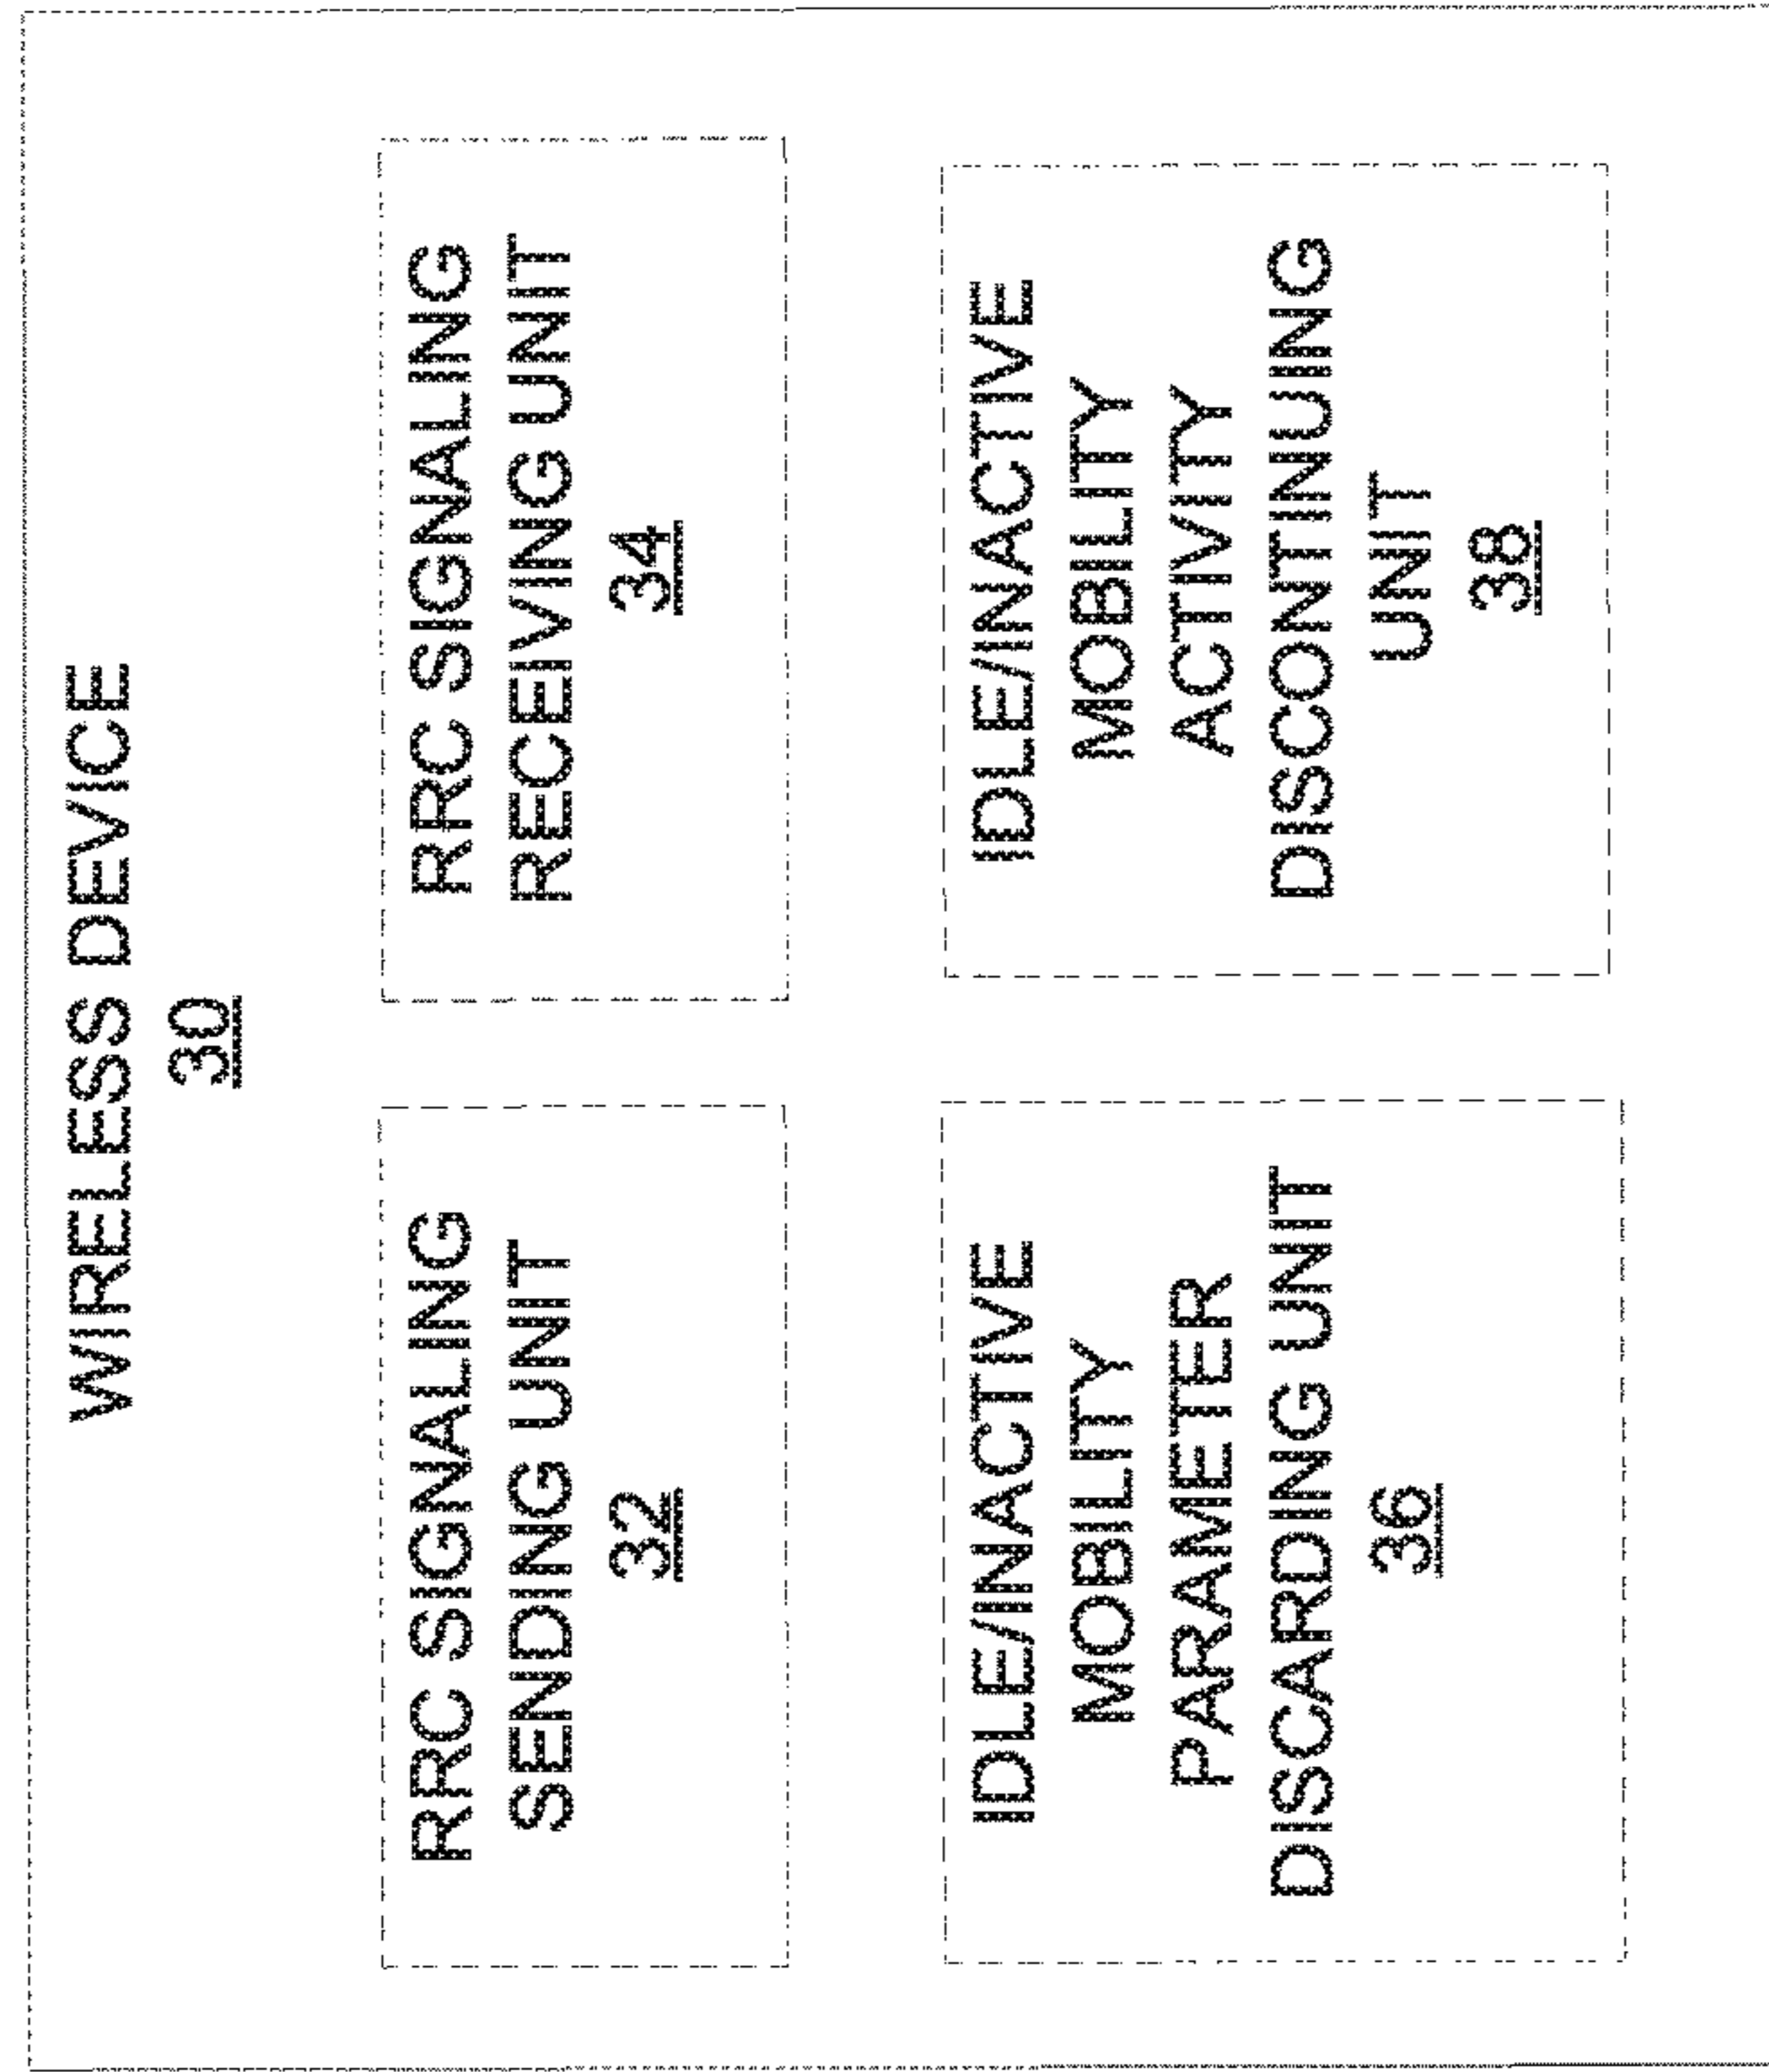 WIRELESS DEVICE
30
RRC SIGNALING
SENDING UNIT
32
RRC SIGNALING
RECEIVING UNIT
34
IDLE/INACTIVE
MOBILITY
PARAMETER
DISCARDING UNIT
36
IDLE/INACTIVE
MOBILITY
ACTIVITY
DISCONTINUING
UNIT
38